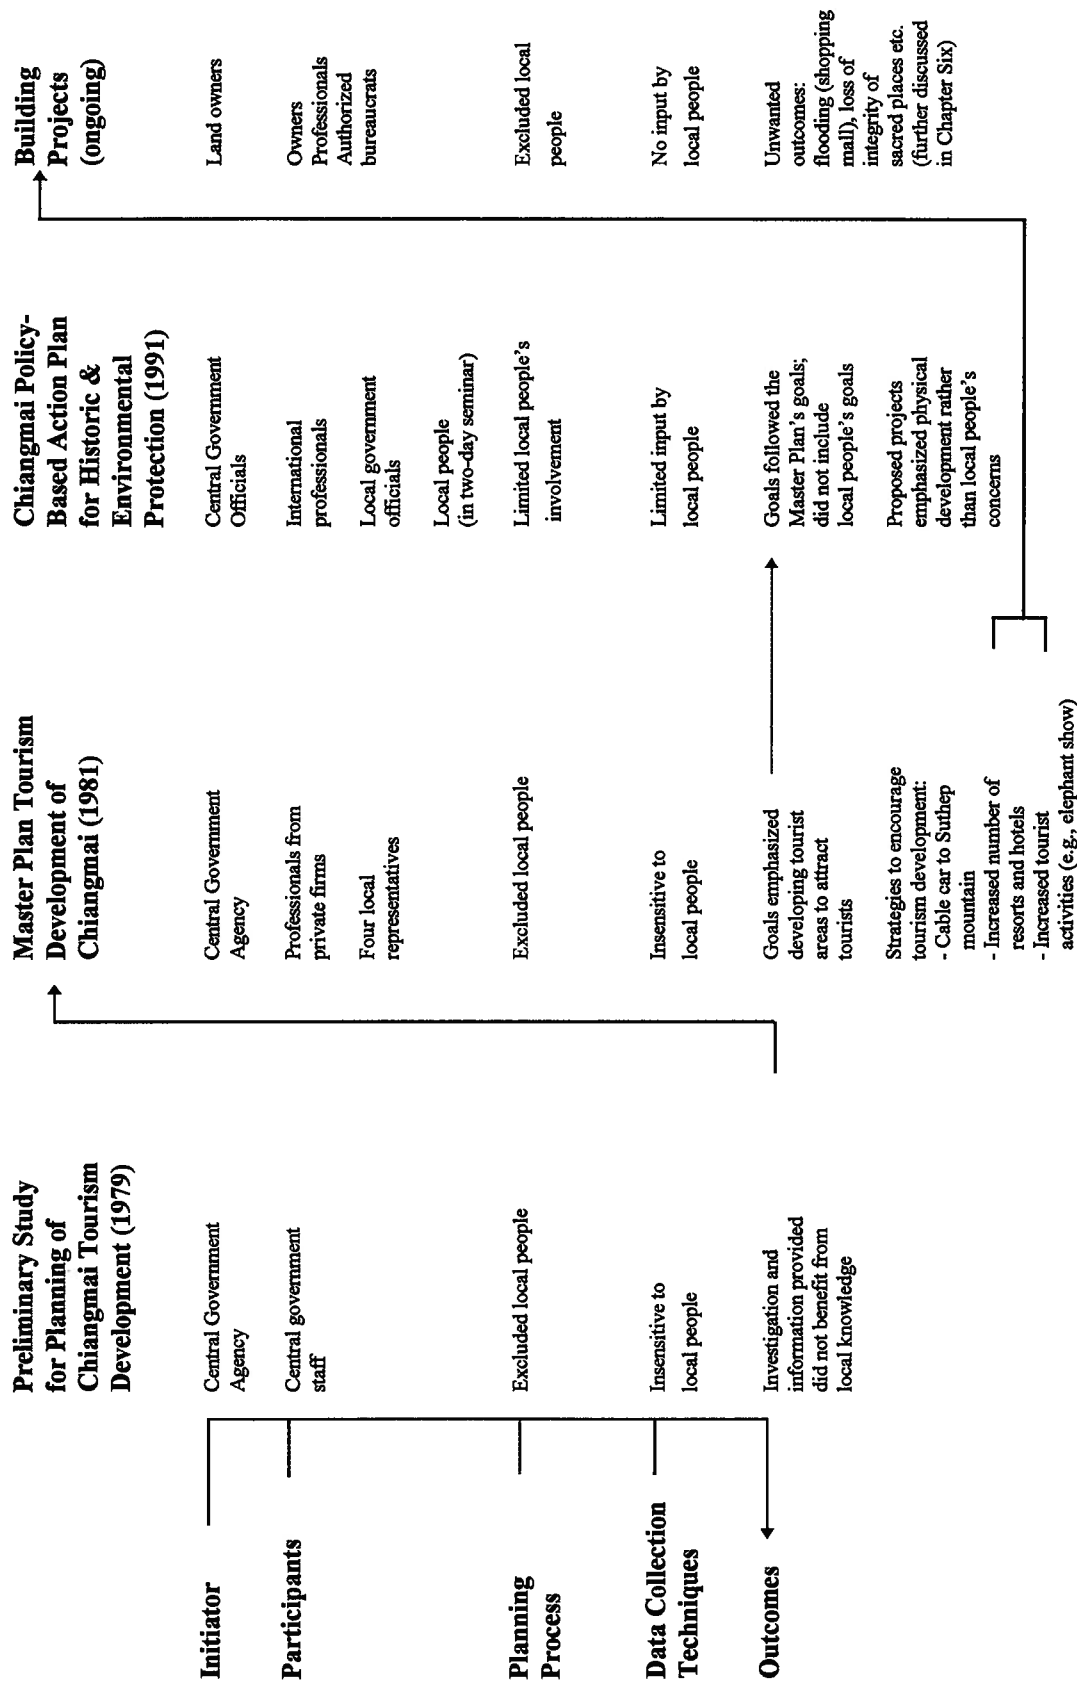 Preliminary Study
for Planning of
Chiangmai Tourism
Development (1979)
Master Plan Tourism
Development of
Chiangmai (1981)
Chiangmai Policy-
Based Action Plan
for Historic &
Environmental
Protection (1991)
Building
Projects
(ongoing)
Initiator
Central Government
Agency
Central Government
Agency
Central Government
Officials
Land owners
Participants
Central government
staff
Professionals from
private firms
Four local
representatives
International
professionals
Local government
officials
Local people
(in two-day seminar)
Owners
Professionals
Authorized
bureaucrats
Planning
Process
Excluded local people
Excluded local people
Limited local people's
involvement
Excluded local
people
Data Collection
Techniques
Insensitive to
local people
Insensitive to
local people
Limited input by
local people
No input by
local people
Outcomes
Investigation and
information provided
did not benefit from
local knowledge
Goals emphasized
developing tourist
areas to attract
tourists
Strategies to encourage
tourism development:
- Cable car to Suthep
mountain
- Increased number of
resorts and hotels
- Increased tourist
activities (e.g., elephant show)
Goals followed the
Master Plan's goals;
did not include
local people's goals
Proposed projects
emphasized physical
development rather
than local people's
concerns
Unwanted
outcomes:
flooding (shopping
mall), loss of
integrity of
sacred places etc.
(further discussed
in Chapter Six)